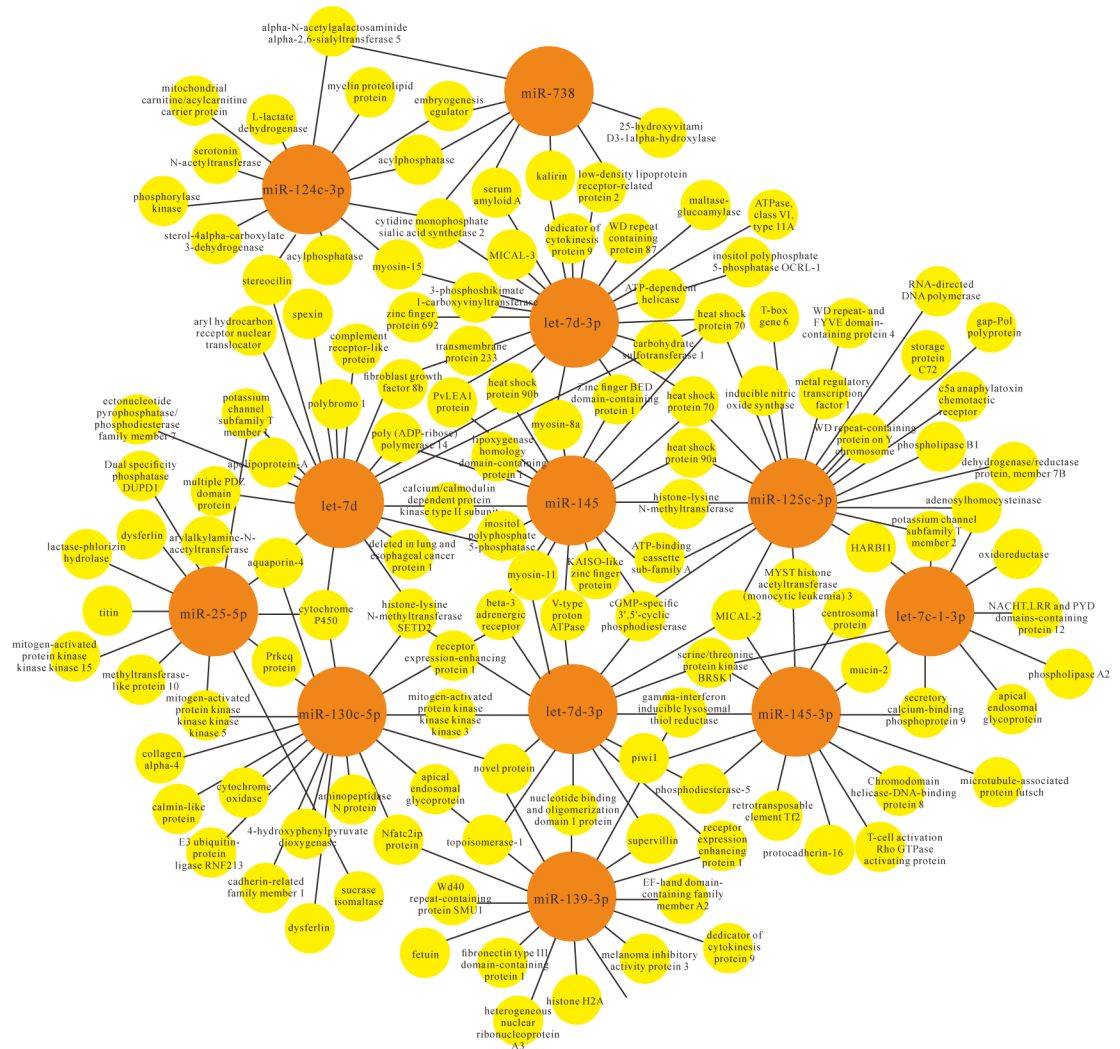 alpha-N-acetylgalactosaminide
alpha-2,6-sialyltransferase 5
miR-738
mitochondrial
carnitine/acylcarnitine
carrier protein
myelin proteolipid
protein
embryogenesis
egulator
L-lactate
dehydrogenase
25-hydroxyvitami
D3-1alpha-hydroxylase
serotonin
N-acetyltransferase
acylphosphatase
miR-124c-3p
kalirin
low-density lipoprotein
receptor-related
protein 2
phosphorylase
kinase
serum
amyloid A
maltase-
glucoamylase
ATPase,
class VI,
type 11A
cytidine monophosphate
sialic acid synthetase 2
dedicator of
cytokinesis
protein 9
WD repeat
containing
protein 87
sterol-4alpha-carboxylate
3-dehydrogenase
acylphosphatase
myosin-15
MICAL-3
inositol polyphosphate
5-phosphatase OCRL-1
stereocilin
3-phosphoshikimate
1-carboxyvinyltransferase
ATP-dependent
helicase
RNA-directed
DNA polymerase
spexin
zinc finger
protein 692
let-7d-3p
heat shock
protein 70
T-box
gene 6
WD repeat- and
FYVE domain-
containing protein 4
gap-Pol
polyprotein
aryl hydrocarbon
receptor nuclear
translocator
complement
receptor-like
protein
transmembrane
protein 233
carbohydrate
sulfotransferase 1
storage
protein
C72
fibroblast growth
factor 8b
heat shock
protein 90b
Zinc finger BED
domain-containing
protein 1
heat shock
protein 70
inducible nitric
oxide synthase
metal regulatory
transcription
factor 1
c5a anaphylatoxin
chemotactic
receptor
ectonucleotide
pyrophosphatase/
phosphodiesterase
family member 7
potassium
channel
subfamily T
member 1
polybromo 1
PvLEA1
protein
myosin-8a
WD repeat-containing
protein on Y
chromosome
phospholipase B1
poly (ADP-ribose)
polymerase 14
lipoxygenase
homology
domain-containing
protein 1
heat shock
protein 90a
Dual specificity
phosphatase
DUPD1
apolipoprotein-A
dehydrogenase/reductase
protein, member 7B
multiple PDZ
domain
protein
let-7d
calcium/calmodulin
dependent protein
kinase type II subunit
miR-145
histone-lysine
N-methyltransferase
miR-125c-3p
adenosylhomocysteinase
dysferlin
arylalkylamine-N-
acetyltransferase
inositol
polyphosphate
5-phosphatase
potassium channel
subfamily T
member 2
lactase-phlorizin
hydrolase
aquaporin-4
deleted in lung and
esophageal cancer
protein 1
myosin-11
KAISO-like
zinc finger
protein
ATP-binding
cassette
sub-family A
HARBI1
oxidoreductase
MYST histone
acetyltransferase
(monocytic leukemia) 3
titin
miR-25-5p
cytochrome
P450
histone-lysine
N-methyltransferase
SETD2
beta-3
adrenergic
receptor
V-type
proton
ATPase
cGMP-specific
3',5'-cyclic
phosphodiesterase
MICAL-2
centrosomal
protein
let-7c-1-3p
NACHT,LRR and PYD
domains-containing
protein 12
Prkcq
protein
receptor
expression-enhancing
protein 1
serine/threonine
protein kinase
BRSK1
mucin-2
mitogen-activated
protein kinase
kinase kinase 15
methyltransferase-
like protein 10
phospholipase A2
mitogen-activated
protein kinase
kinase kinase
5
miR-130c-5p
mitogen-activated
protein kinase
kinase kinase
3
let-7d-3p
gamma-interferon
inducible lysosomal
thiol reductase
miR-145-3p
secretory
calcium-binding
phosphoprotein 9
apical
endosomal
glycoprotein
collagen
alpha-4
novel protein
piwi1
cytochrome
oxidase
aminopeptidase
N protein
apical
endosomal
glycoprotein
phosphodiesterase-5
Chromodomain
helicase-DNA-binding
protein 8
microtubule-associated
protein futsch
calmin-like
protein
nucleotide binding
and oligomerization
domain 1 protein
retrotransposable
element Tf2
E3 ubiquitin-
protein
ligase RNF213
4-hydroxyphenylpyruvate
dioxygenase
Nfatc2ip
protein
topoisomerase-1
supervillin
receptor
expression
enhancing
protein 1
protocadherin-16
T-cell activation
Rho GTPase
activating protein
cadherin-related
family member 1
sucrase
isomaltase
Wd40
repeat-containing
protein SMU1
miR-139-3p
EF-hand domain-
containing family
member A2
dysferlin
fetuin
fibronectin type III
domain-containing
protein 1
melanoma inhibitory
activity protein 3
dedicator of
cytokinesis
protein 9
histone H2A
heterogeneous
nuclear
ribonucleoprotein
A3